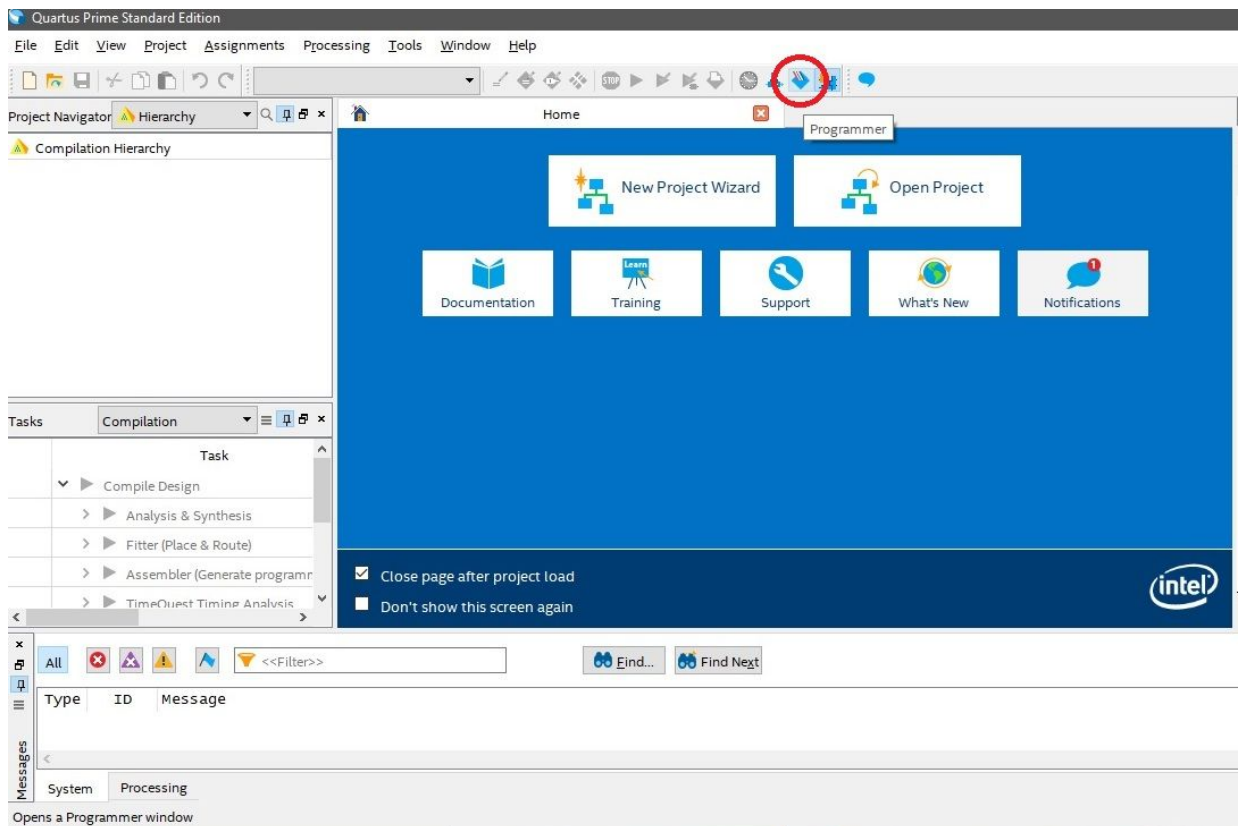 Quartus Prime Standard Edition
File Edit View Project Assignments Processing Tools Window Help
STOP
Project Navigator Hierarchy
Home
Programmer
Compilation Hierarchy
New Project Wizard
Open Project
Learn
1
Documentation
Training
Support
What's New
Notifications
Tasks
Compilation
Task
Compile Design
Analysis & Synthesis
Fitter (Place & Route)
Assembler (Generate programm
TimeQuest Timing Analysis
Close page after project load
Don't show this screen again
intel
All
<<Filter>>
Find...
Find Next
Type ID Message
Messages
System Processing
Opens a Programmer window